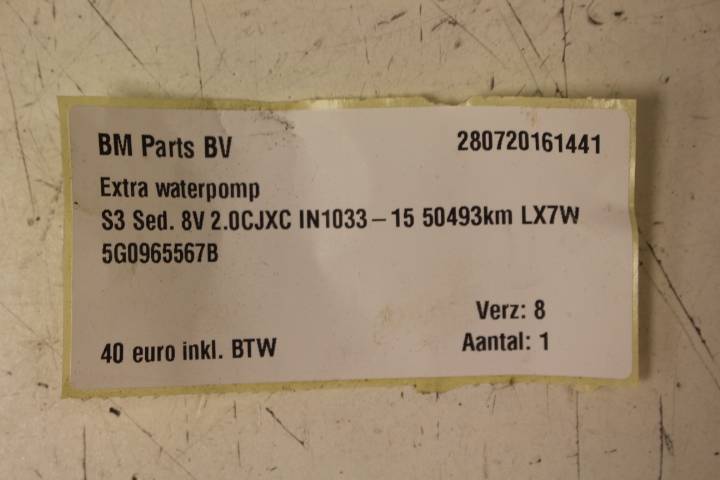 BM Parts BV 280720161441
Extra waterpomp
S3 Sed. 8V 2.0CJXC IN1033-15 50493km LX7W
5G0965567B
Verz: 8
40 euro inkl. BTW Aantal: 1